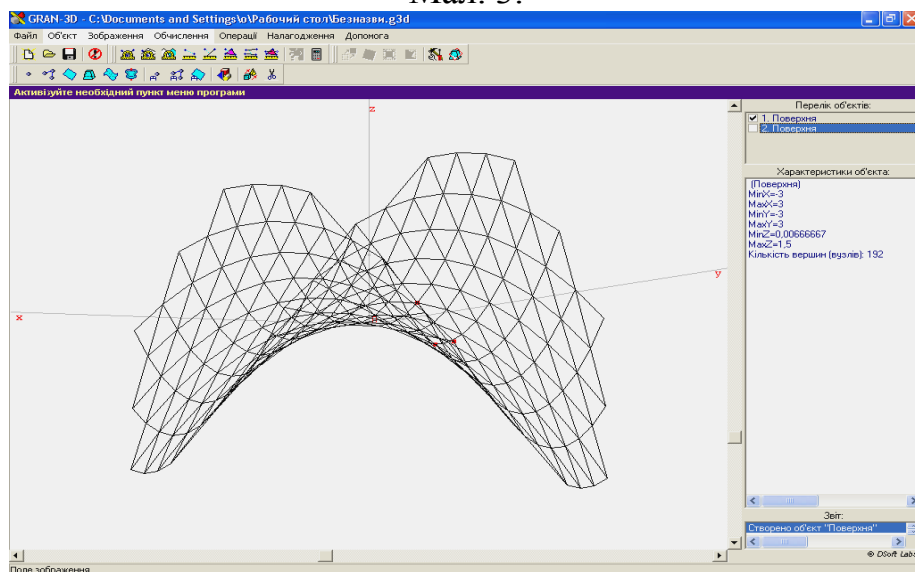 Мал. 3.
GRAN-3D - C:\Documents and Settings\o\Рабочий стол\Безназви.g3d
Файл Об'єкт Зображення Обчислення Операції Налагодження Допомога
Активізуйте необхідний пункт меню програми
Перелік об'єктів:
1. Поверхня
2. Поверхня
Характеристики об'єкта:
(Поверхня)
MinX=-3
MaxX=3
MinY=-3
MaxY=3
MinZ=0,00666667
MaxZ=1,5
Кількість вершин (вузлів): 192
z
y
x
Звіт:
Створено об'єкт "Поверхня"
© DSoft Labs
Поле зображення